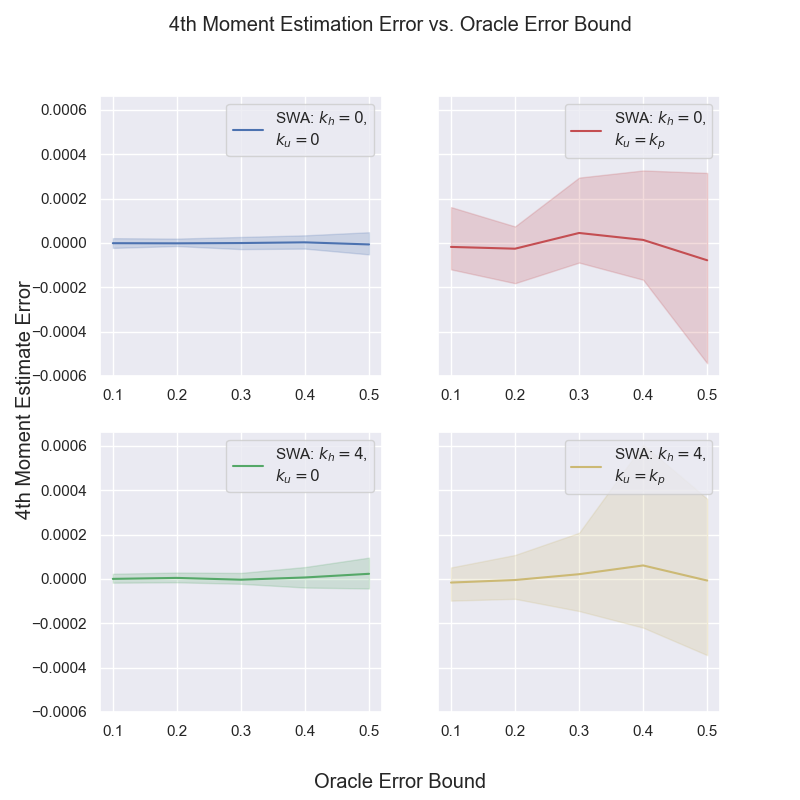 4th Moment Estimation Error vs. Oracle Error Bound
4th Moment Estimate Error
0.0006
0.0004
0.0002
0.0000
−0.0002
−0.0004
−0.0006
0.1 0.2 0.3 0.4 0.5
SWA: k_h = 0,
k_u = 0
0.1 0.2 0.3 0.4 0.5
SWA: k_h = 0,
k_u = k_p
0.0006
0.0004
0.0002
0.0000
−0.0002
−0.0004
−0.0006
0.1 0.2 0.3 0.4 0.5
SWA: k_h = 4,
k_u = 0
0.1 0.2 0.3 0.4 0.5
SWA: k_h = 4,
k_u = k_p
Oracle Error Bound